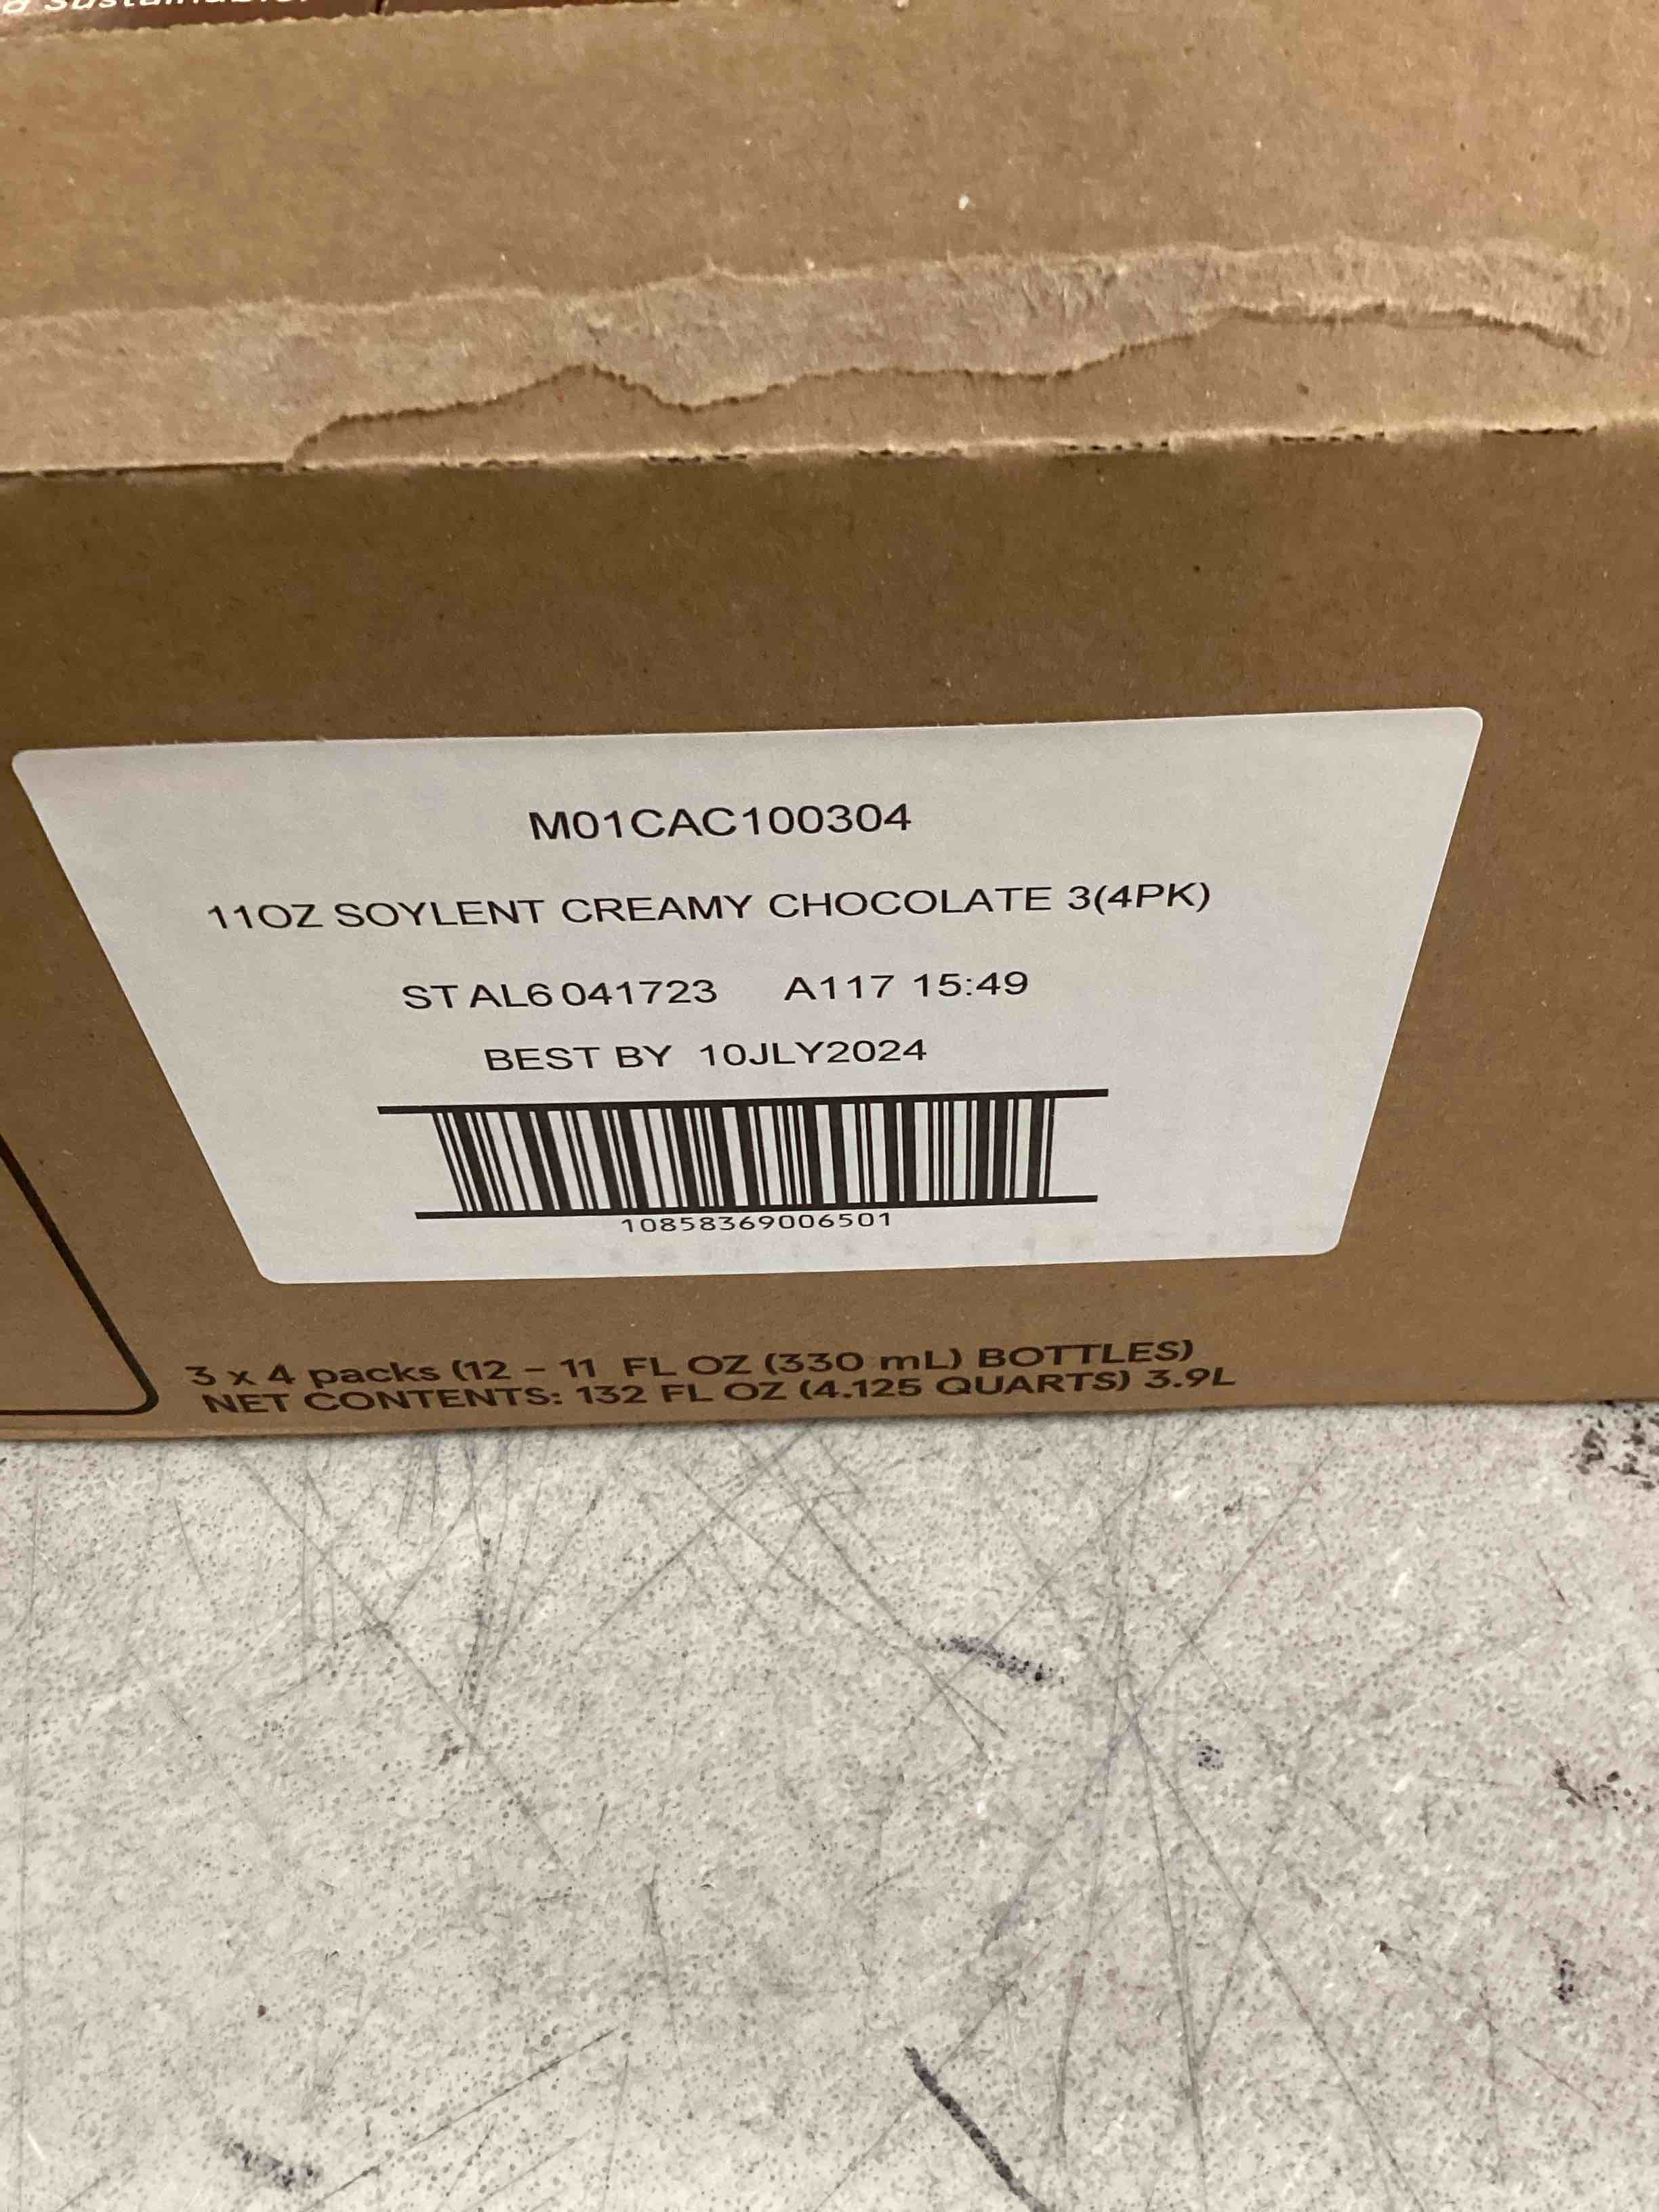 M01CAC100304
11OZ SOYLENT CREAMY CHOCOLATE 3(4PK)
ST AL6 041723 A117 15:49
BEST BY 10JLY2024
10858369006501
3 x 4 packs (12 – 11 FL OZ (330 mL) BOTTLES)
NET CONTENTS: 132 FL OZ (4.125 QUARTS) 3.9L